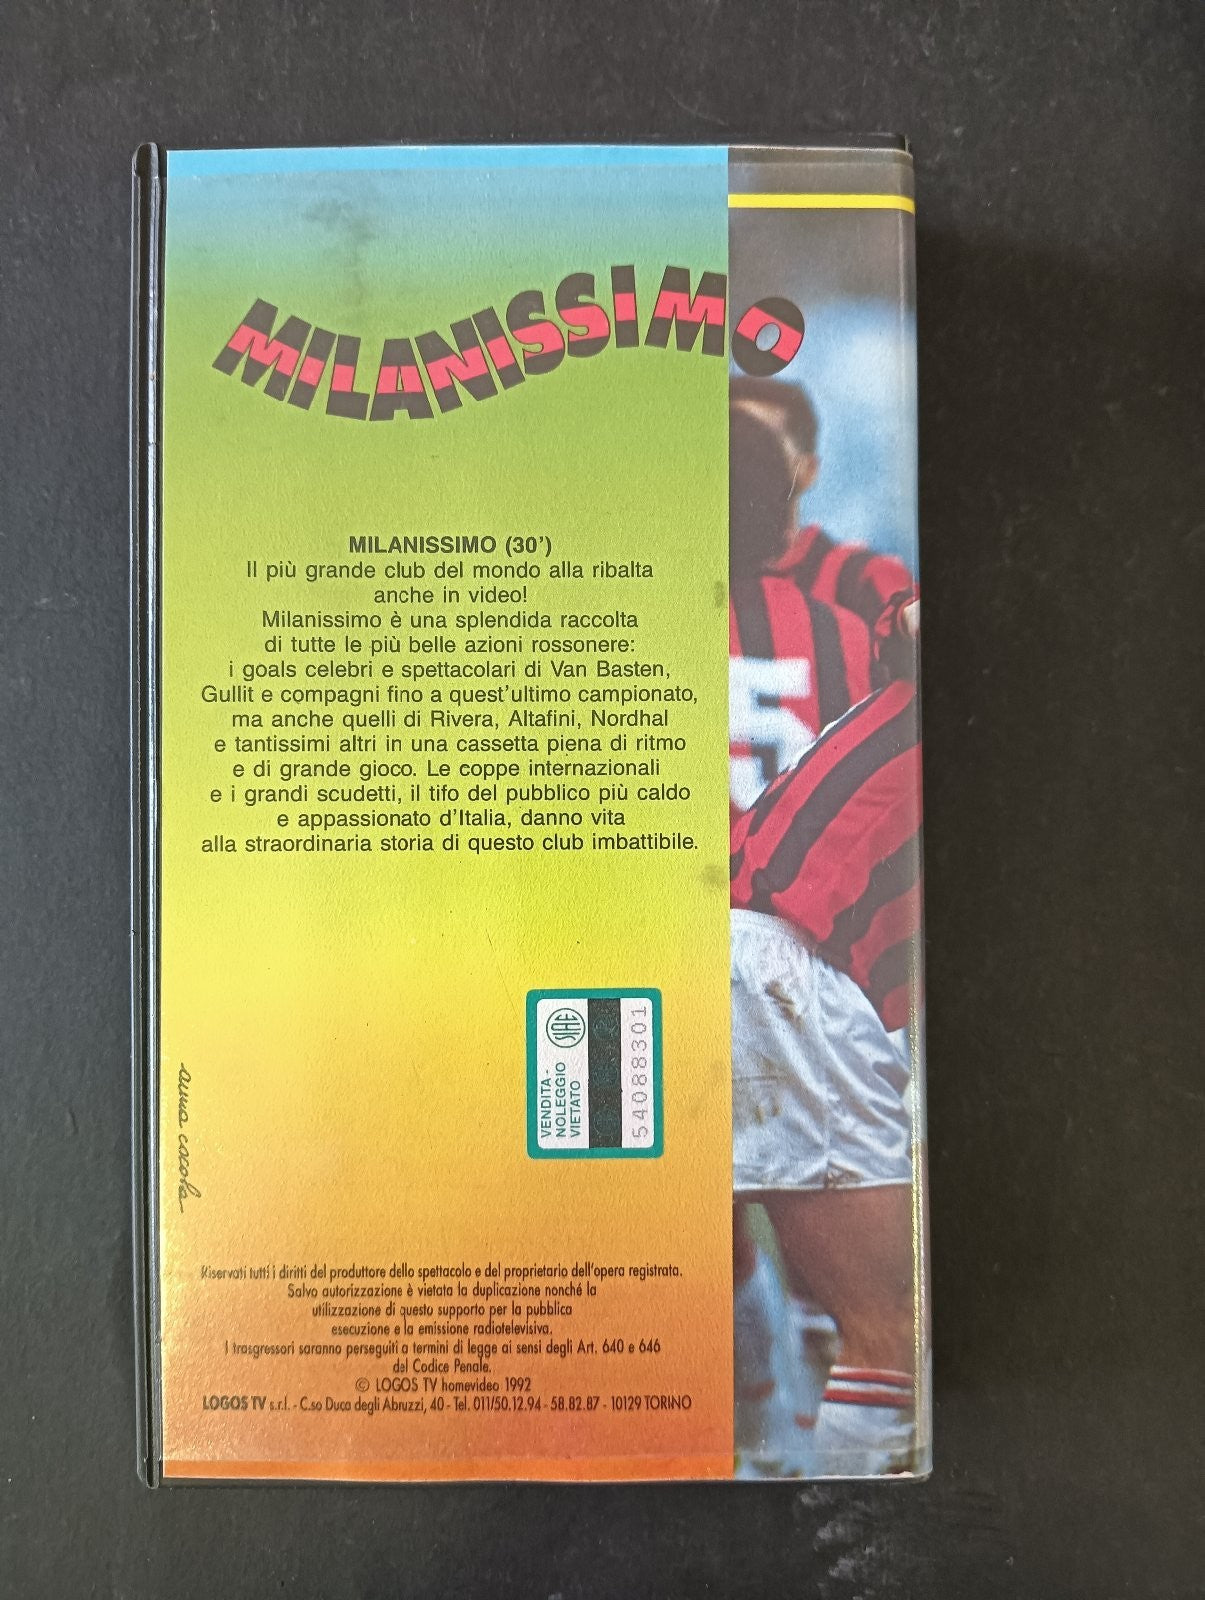 MILANISSIMO
MILANISSIMO (30')
Il più grande club del mondo alla ribalta
anche in video!
Milanissimo è una splendida raccolta
di tutte le più belle azioni rossonere:
i goals celebri e spettacolari di Van Basten,
Gullit e compagni fino a quest'ultimo campionato,
ma anche quelli di Rivera, Altafini, Nordhal
e tantissimi altri in una cassetta piena di ritmo
e di grande gioco. Le coppe internazionali
e i grandi scudetti, il tifo del pubblico più caldo
e appassionato d'Italia, danno vita
alla straordinaria storia di questo club imbattibile.
VENDITA -
NOLEGGIO
VIETATO
SIAE
54088301
anna cocola
Riservati tutti i diritti del produttore dello spettacolo e del proprietario dell'opera registrata.
Salvo autorizzazione è vietata la duplicazione nonché la
utilizzazione di questo supporto per la pubblica
esecuzione e la emissione radiotelevisiva.
I trasgressori saranno perseguiti a termini di legge ai sensi degli Art. 640 e 646
del Codice Penale.
© LOGOS TV homevideo 1992
LOGOS TV s.r.l. - C.so Duca degli Abruzzi, 40 - Tel. 011/50.12.94 - 58.82.87 - 10129 TORINO